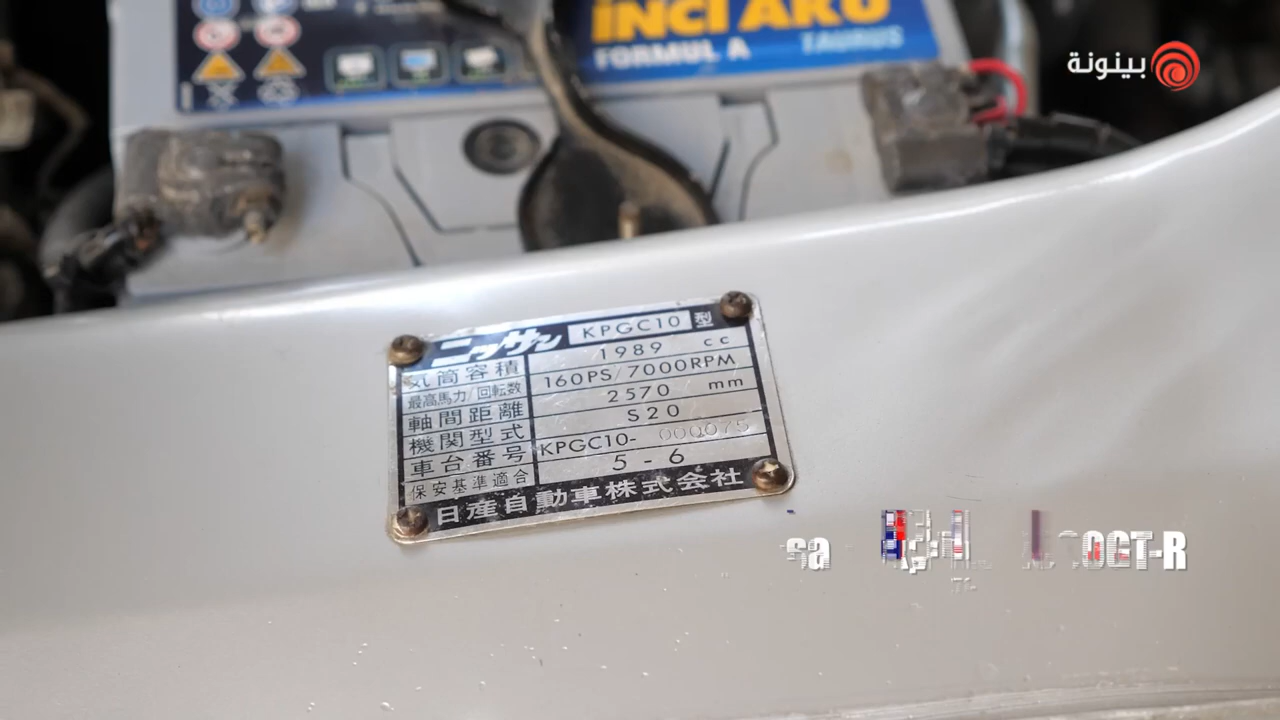 INCI AKÜ
FORMUL A TAURUS
بينونة
ニッサン KPGC10 型
気筒容積 1989 cc
最高馬力/回転数 160PS/7000RPM
軸間距離 2570 mm
機関型式 S20
車台番号 KPGC10- 000075
保安基準適合 5 - 6
日産自動車株式会社
GT-R